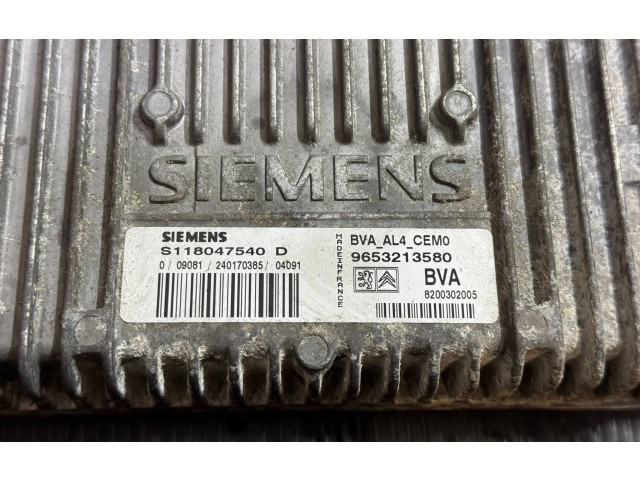 SIEMENS
SIEMENS
S118047540 D
0 / 09081 / 240170385 / 04091
MADE IN FRANCE
BVA_AL4_CEM0
9653213580
BVA
8200302005